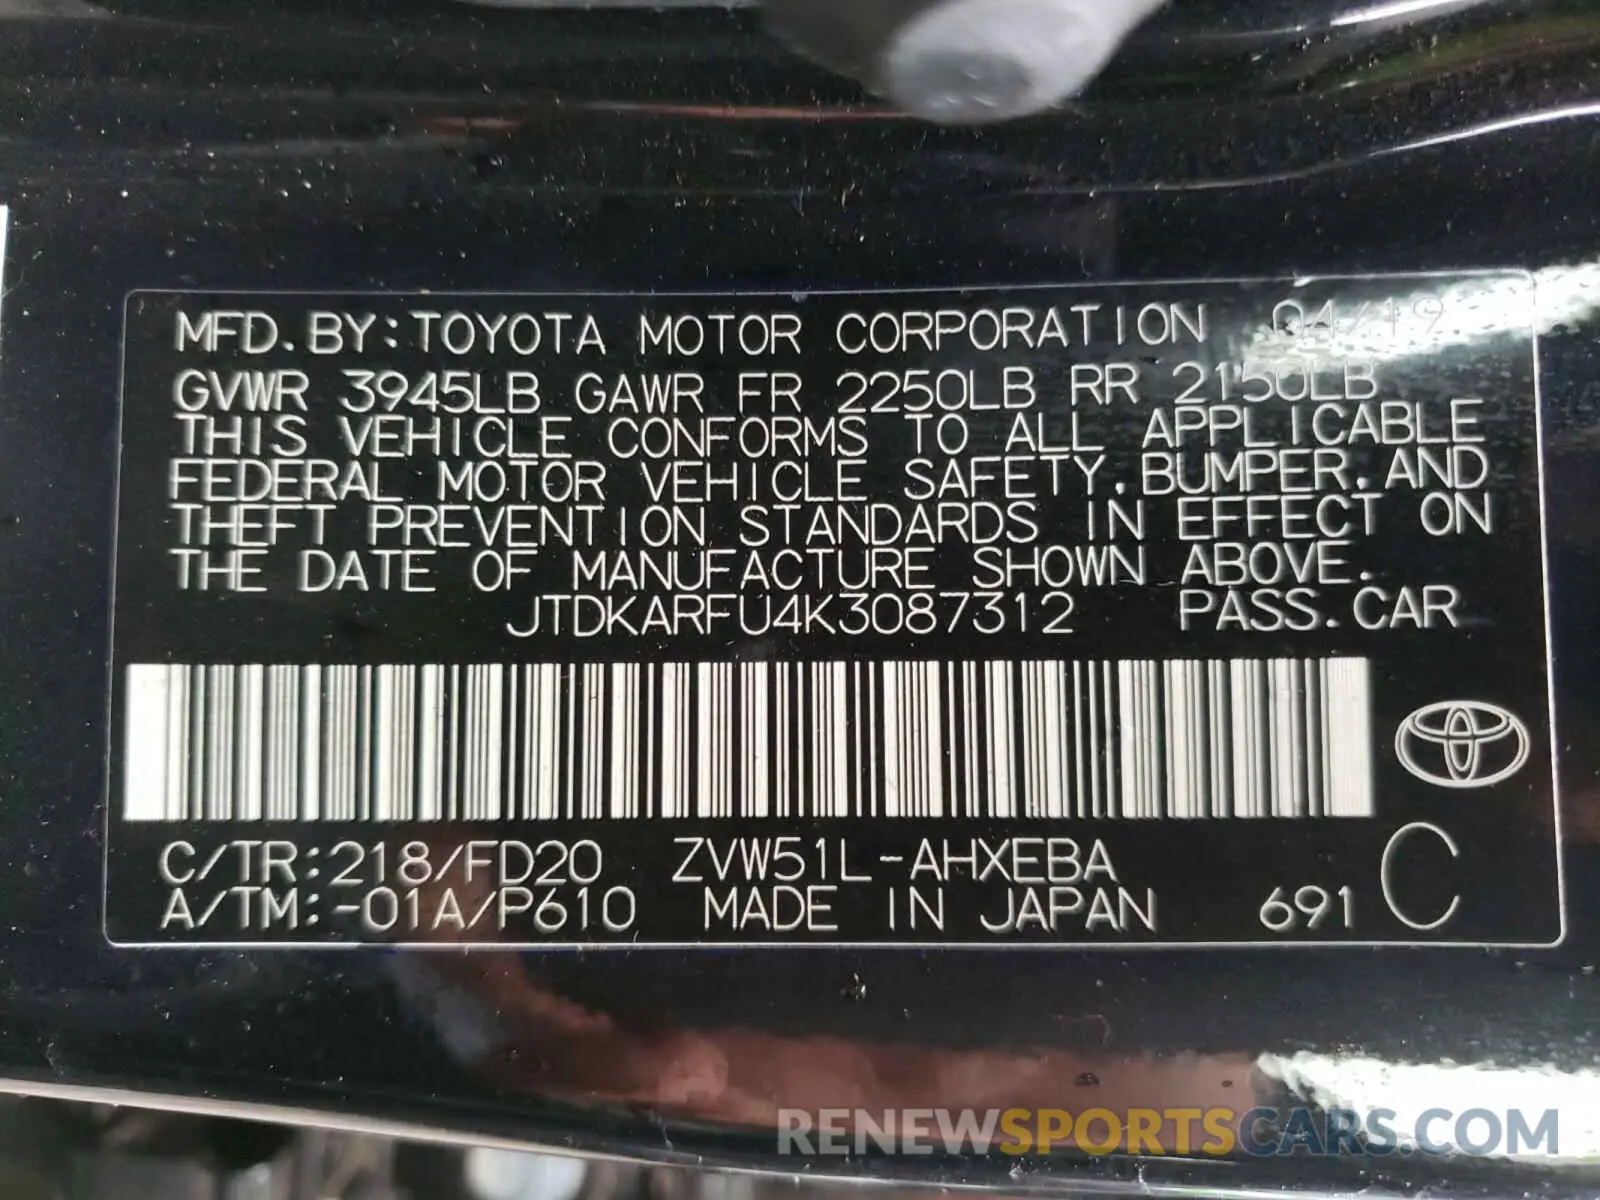 MFD.BY:TOYOTA MOTOR CORPORATION 04/19
GVWR 3945LB GAWR FR 2250LB RR 2150LB
THIS VEHICLE CONFORMS TO ALL APPLICABLE
FEDERAL MOTOR VEHICLE SAFETY,BUMPER,AND
THEFT PREVENTION STANDARDS IN EFFECT ON
THE DATE OF MANUFACTURE SHOWN ABOVE.
JTDKARFU4K3087312 PASS.CAR
C/TR:218/FD20 ZVW51L-AHXEBA
A/TM:-01A/P610 MADE IN JAPAN 691 C
RENEWSPORTSCARS.COM